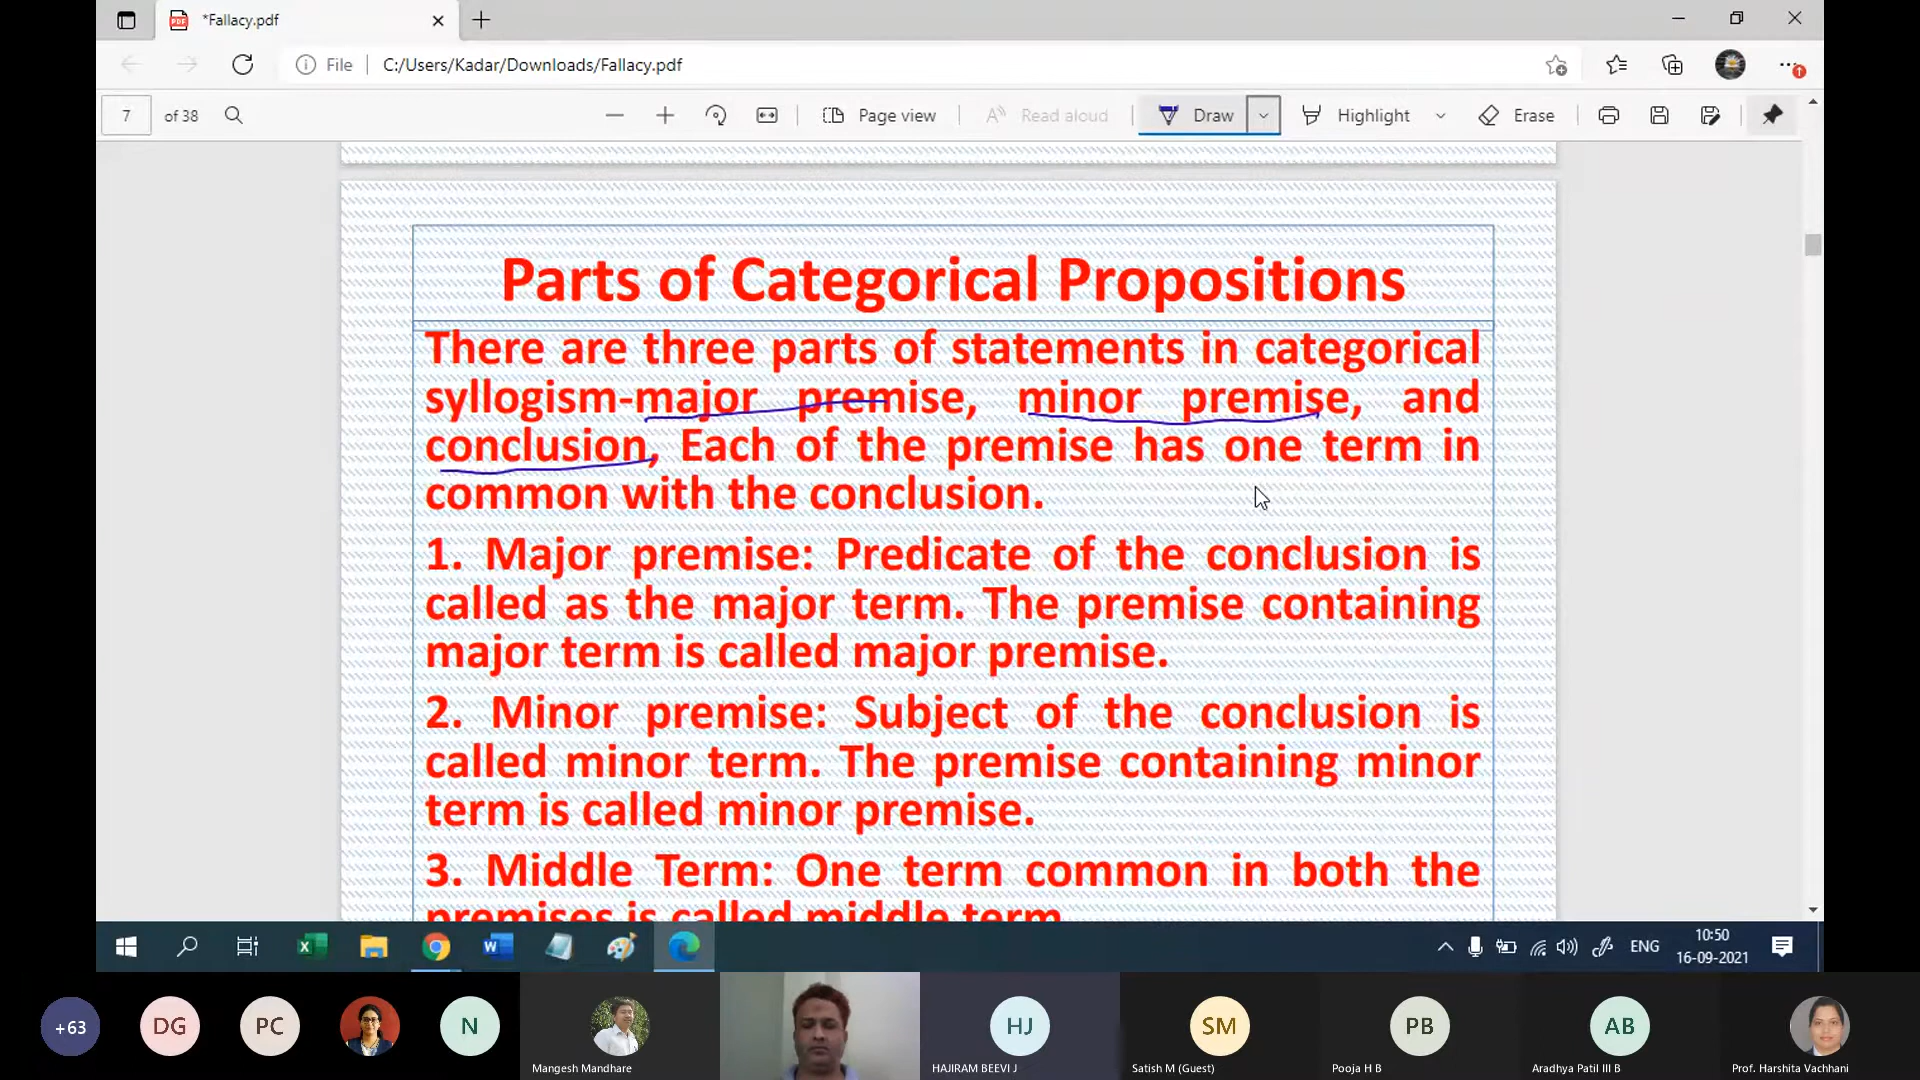 *Fallacy.pdf
File
C:/Users/Kadar/Downloads/Fallacy.pdf
7 of 38
Page view
Read aloud
Draw
Highlight
Erase
Parts of Categorical Propositions
There are three parts of statements in categorical
syllogism-major premise, minor premise, and
conclusion, Each of the premise has one term in
common with the conclusion.
1. Major premise: Predicate of the conclusion is
called as the major term. The premise containing
major term is called major premise.
2. Minor premise: Subject of the conclusion is
called minor term. The premise containing minor
term is called minor premise.
3. Middle Term: One term common in both the
premises is called middle term.
ENG
10:50
16-09-2021
+63
DG
PC
N
HJ
SM
PB
AB
Mangesh Mandhare
HAJIRAM BEEVI J
Satish M (Guest)
Pooja H B
Aradhya Patil III B
Prof. Harshita Vachhani